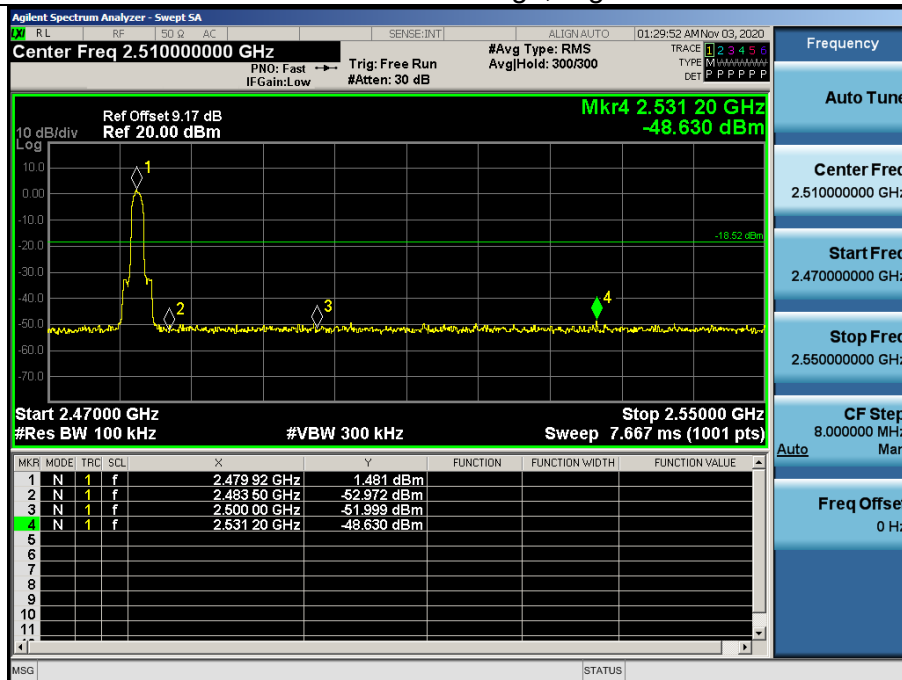 Agilent Spectrum Analyzer - Swept SA
LXI RL RF 50 Ω AC SENSE:INT ALIGN AUTO 01:29:52 AM Nov 03, 2020
Center Freq 2.510000000 GHz #Avg Type: RMS TRACE 1 2 3 4 5 6
PNO: Fast Trig: Free Run Avg|Hold: 300/300 TYPE M W W W W W
IFGain:Low #Atten: 30 dB DET P P P P P P
Mkr4 2.531 20 GHz
-48.630 dBm
Ref Offset 9.17 dB
10 dB/div Ref 20.00 dBm
Log
10.0
0.00
-10.0
-20.0
-30.0
-40.0
-50.0
-60.0
-70.0
1
2
3
4
-18.52 dBm
Start 2.47000 GHz Stop 2.55000 GHz
#Res BW 100 kHz #VBW 300 kHz Sweep 7.667 ms (1001 pts)
MKR MODE TRC SCL X Y FUNCTION FUNCTION WIDTH FUNCTION VALUE
1 N 1 f 2.479 92 GHz 1.481 dBm
2 N 1 f 2.483 50 GHz -52.972 dBm
3 N 1 f 2.500 00 GHz -51.999 dBm
4 N 1 f 2.531 20 GHz -48.630 dBm
5
6
7
8
9
10
11
MSG STATUS
Frequency
Auto Tune
Center Freq
2.510000000 GHz
Start Freq
2.470000000 GHz
Stop Freq
2.550000000 GHz
CF Step
8.000000 MHz
Auto Man
Freq Offset
0 Hz